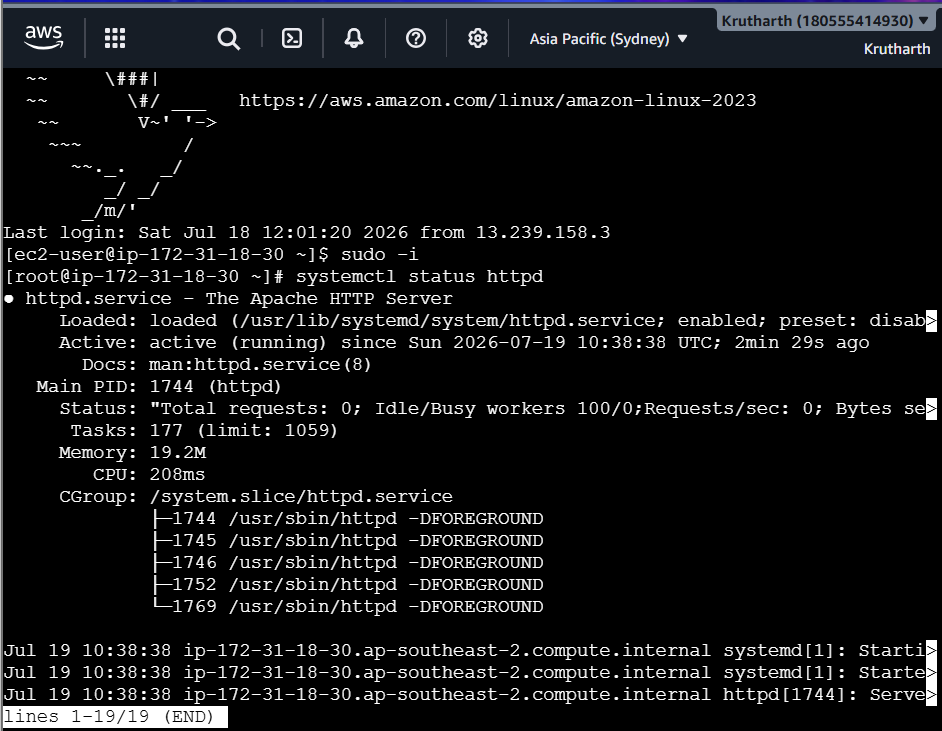 aws
Asia Pacific (Sydney) ▼
Krutharth (180555414930) ▼
Krutharth
~~      \###|
~~       \#/ ___   https://aws.amazon.com/linux/amazon-linux-2023
~~       V~' '->
~~~         /
~~._.   _/
_/ _/
_/m/'
Last login: Sat Jul 18 12:01:20 2026 from 13.239.158.3
[ec2-user@ip-172-31-18-30 ~]$ sudo -i
[root@ip-172-31-18-30 ~]# systemctl status httpd
● httpd.service - The Apache HTTP Server
Loaded: loaded (/usr/lib/systemd/system/httpd.service; enabled; preset: disab>
Active: active (running) since Sun 2026-07-19 10:38:38 UTC; 2min 29s ago
Docs: man:httpd.service(8)
Main PID: 1744 (httpd)
Status: "Total requests: 0; Idle/Busy workers 100/0;Requests/sec: 0; Bytes se>
Tasks: 177 (limit: 1059)
Memory: 19.2M
CPU: 208ms
CGroup: /system.slice/httpd.service
├─1744 /usr/sbin/httpd -DFOREGROUND
├─1745 /usr/sbin/httpd -DFOREGROUND
├─1746 /usr/sbin/httpd -DFOREGROUND
├─1752 /usr/sbin/httpd -DFOREGROUND
└─1769 /usr/sbin/httpd -DFOREGROUND
Jul 19 10:38:38 ip-172-31-18-30.ap-southeast-2.compute.internal systemd[1]: Starti>
Jul 19 10:38:38 ip-172-31-18-30.ap-southeast-2.compute.internal systemd[1]: Starte>
Jul 19 10:38:38 ip-172-31-18-30.ap-southeast-2.compute.internal httpd[1744]: Serve>
lines 1-19/19 (END)